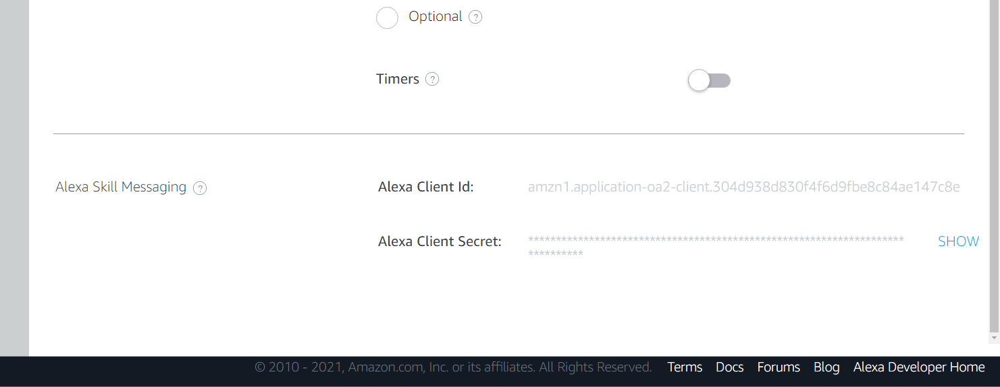 Optional ?
Timers ?
Alexa Skill Messaging ? Alexa Client Id: amzn1.application-oa2-client.304d938d830f4f6d9fbe8c84ae147c8e
Alexa Client Secret: ******************************************************************** SHOW
**********
© 2010 - 2021, Amazon.com, Inc. or its affiliates. All Rights Reserved. Terms Docs Forums Blog Alexa Developer Home